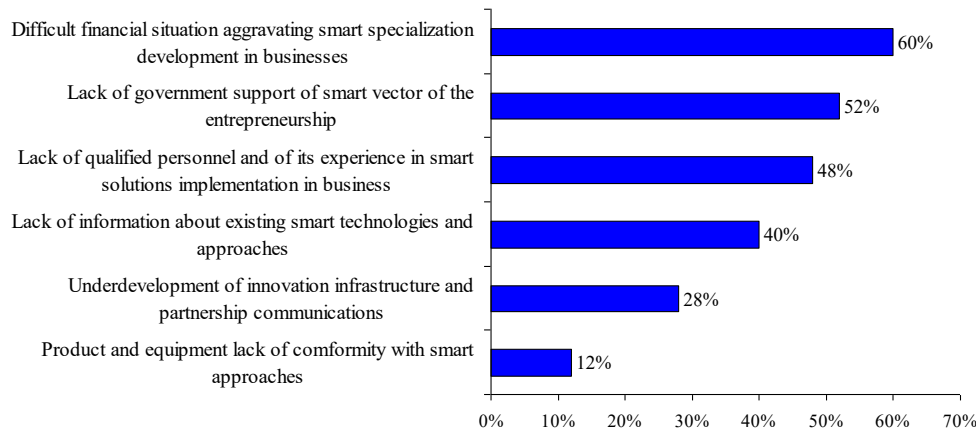 Difficult financial situation aggravating smart specialization
development in businesses
60%
Lack of government support of smart vector of the
entrepreneurship
52%
Lack of qualified personnel and of its experience in smart
solutions implementation in business
48%
Lack of information about existing smart technologies and
approaches
40%
Underdevelopment of innovation infrastructure and
partnership communications
28%
Product and equipment lack of comformity with smart
approaches
12%
0% 10% 20% 30% 40% 50% 60% 70%